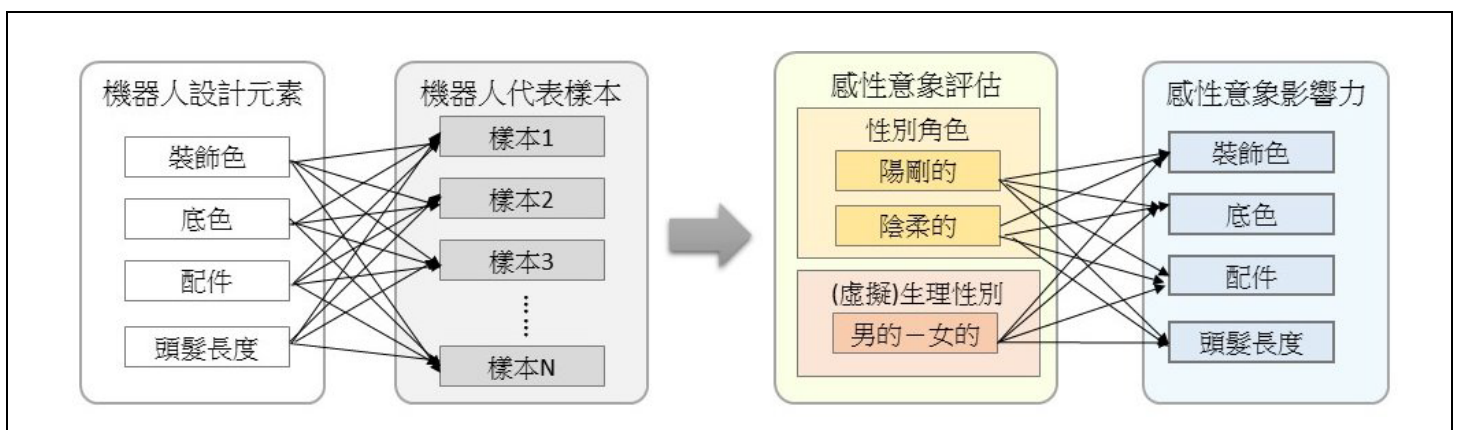 機器人設計元素
裝飾色
底色
配件
頭髮長度
機器人代表樣本
樣本1
樣本2
樣本3
樣本N
感性意象評估
性別角色
陽剛的
陰柔的
(虛擬)生理性別
男的－女的
感性意象影響力
裝飾色
底色
配件
頭髮長度